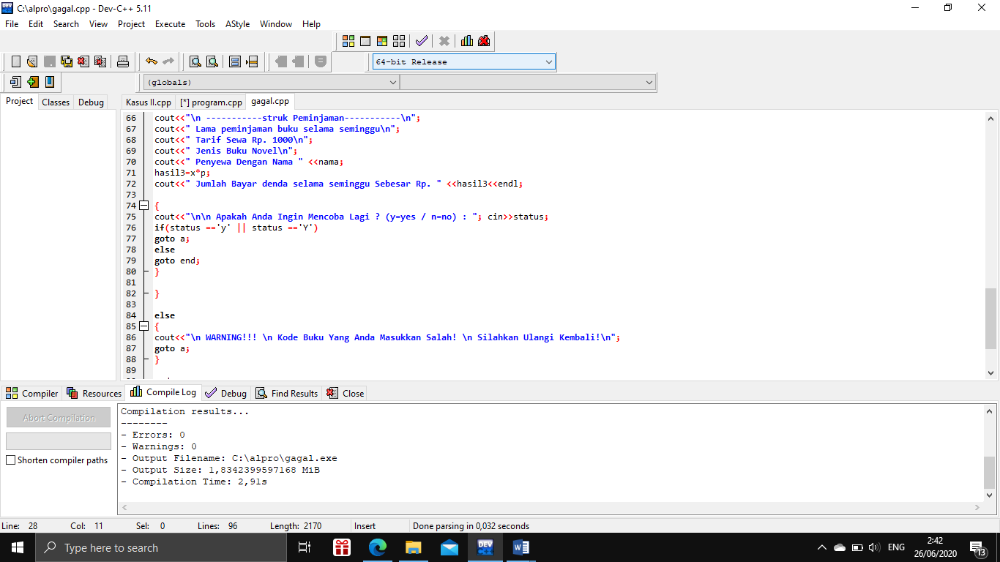 C:\alpro\gagal.cpp - Dev-C++ 5.11
File Edit Search View Project Execute Tools AStyle Window Help
64-bit Release
(globals)
Project Classes Debug
Kasus II.cpp [*] program.cpp gagal.cpp
66 cout<<"\n -----------struk Peminjaman-----------\n";
67 cout<<" Lama peminjaman buku selama seminggu\n";
68 cout<<" Tarif Sewa Rp. 1000\n";
69 cout<<" Jenis Buku Novel\n";
70 cout<<" Penyewa Dengan Nama " <<nama;
71 hasil3=x*p;
72 cout<<" Jumlah Bayar denda selama seminggu Sebesar Rp. " <<hasil3<<endl;
73
74 {
75 cout<<"\n\n Apakah Anda Ingin Mencoba Lagi ? (y=yes / n=no) : "; cin>>status;
76 if(status =='y' || status =='Y')
77 goto a;
78 else
79 goto end;
80 }
81
82 }
83
84 else
85 {
86 cout<<"\n WARNING!!! \n Kode Buku Yang Anda Masukkan Salah! \n Silahkan Ulangi Kembali!\n";
87 goto a;
88 }
89
Compiler Resources Compile Log Debug Find Results Close
Abort Compilation
Shorten compiler paths
Compilation results...
--------
- Errors: 0
- Warnings: 0
- Output Filename: C:\alpro\gagal.exe
- Output Size: 1,8342399597168 MiB
- Compilation Time: 2,91s
Line: 28 Col: 11 Sel: 0 Lines: 96 Length: 2170 Insert Done parsing in 0,032 seconds
Type here to search
DEV
ENG
2:42
26/06/2020
13